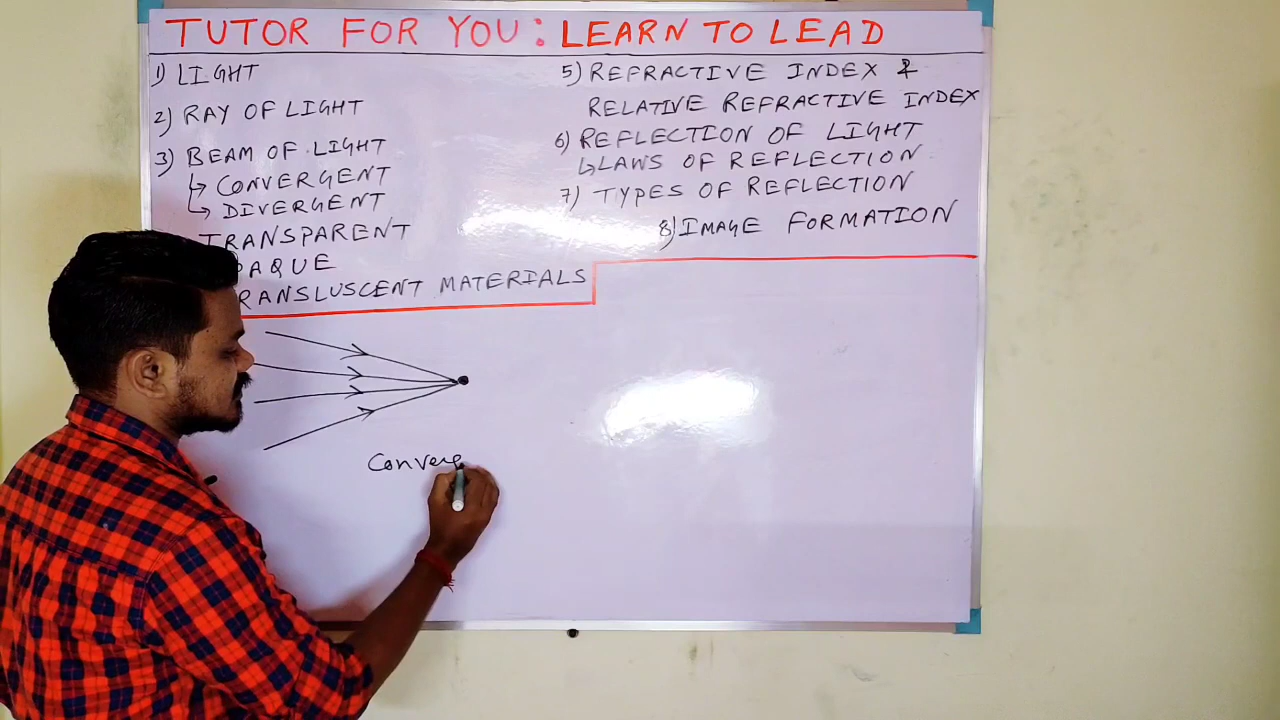 TUTOR FOR YOU: LEARN TO LEAD
1) LIGHT
2) RAY OF LIGHT
3) BEAM OF LIGHT
↳ CONVERGENT
↳ DIVERGENT
TRANSPARENT
PAQUE
RANSLUSCENT MATERIALS
5) REFRACTIVE INDEX &
RELATIVE REFRACTIVE INDEX
6) REFLECTION OF LIGHT
↳ LAWS OF REFLECTION
7) TYPES OF REFLECTION
8) IMAGE FORMATION
Converg